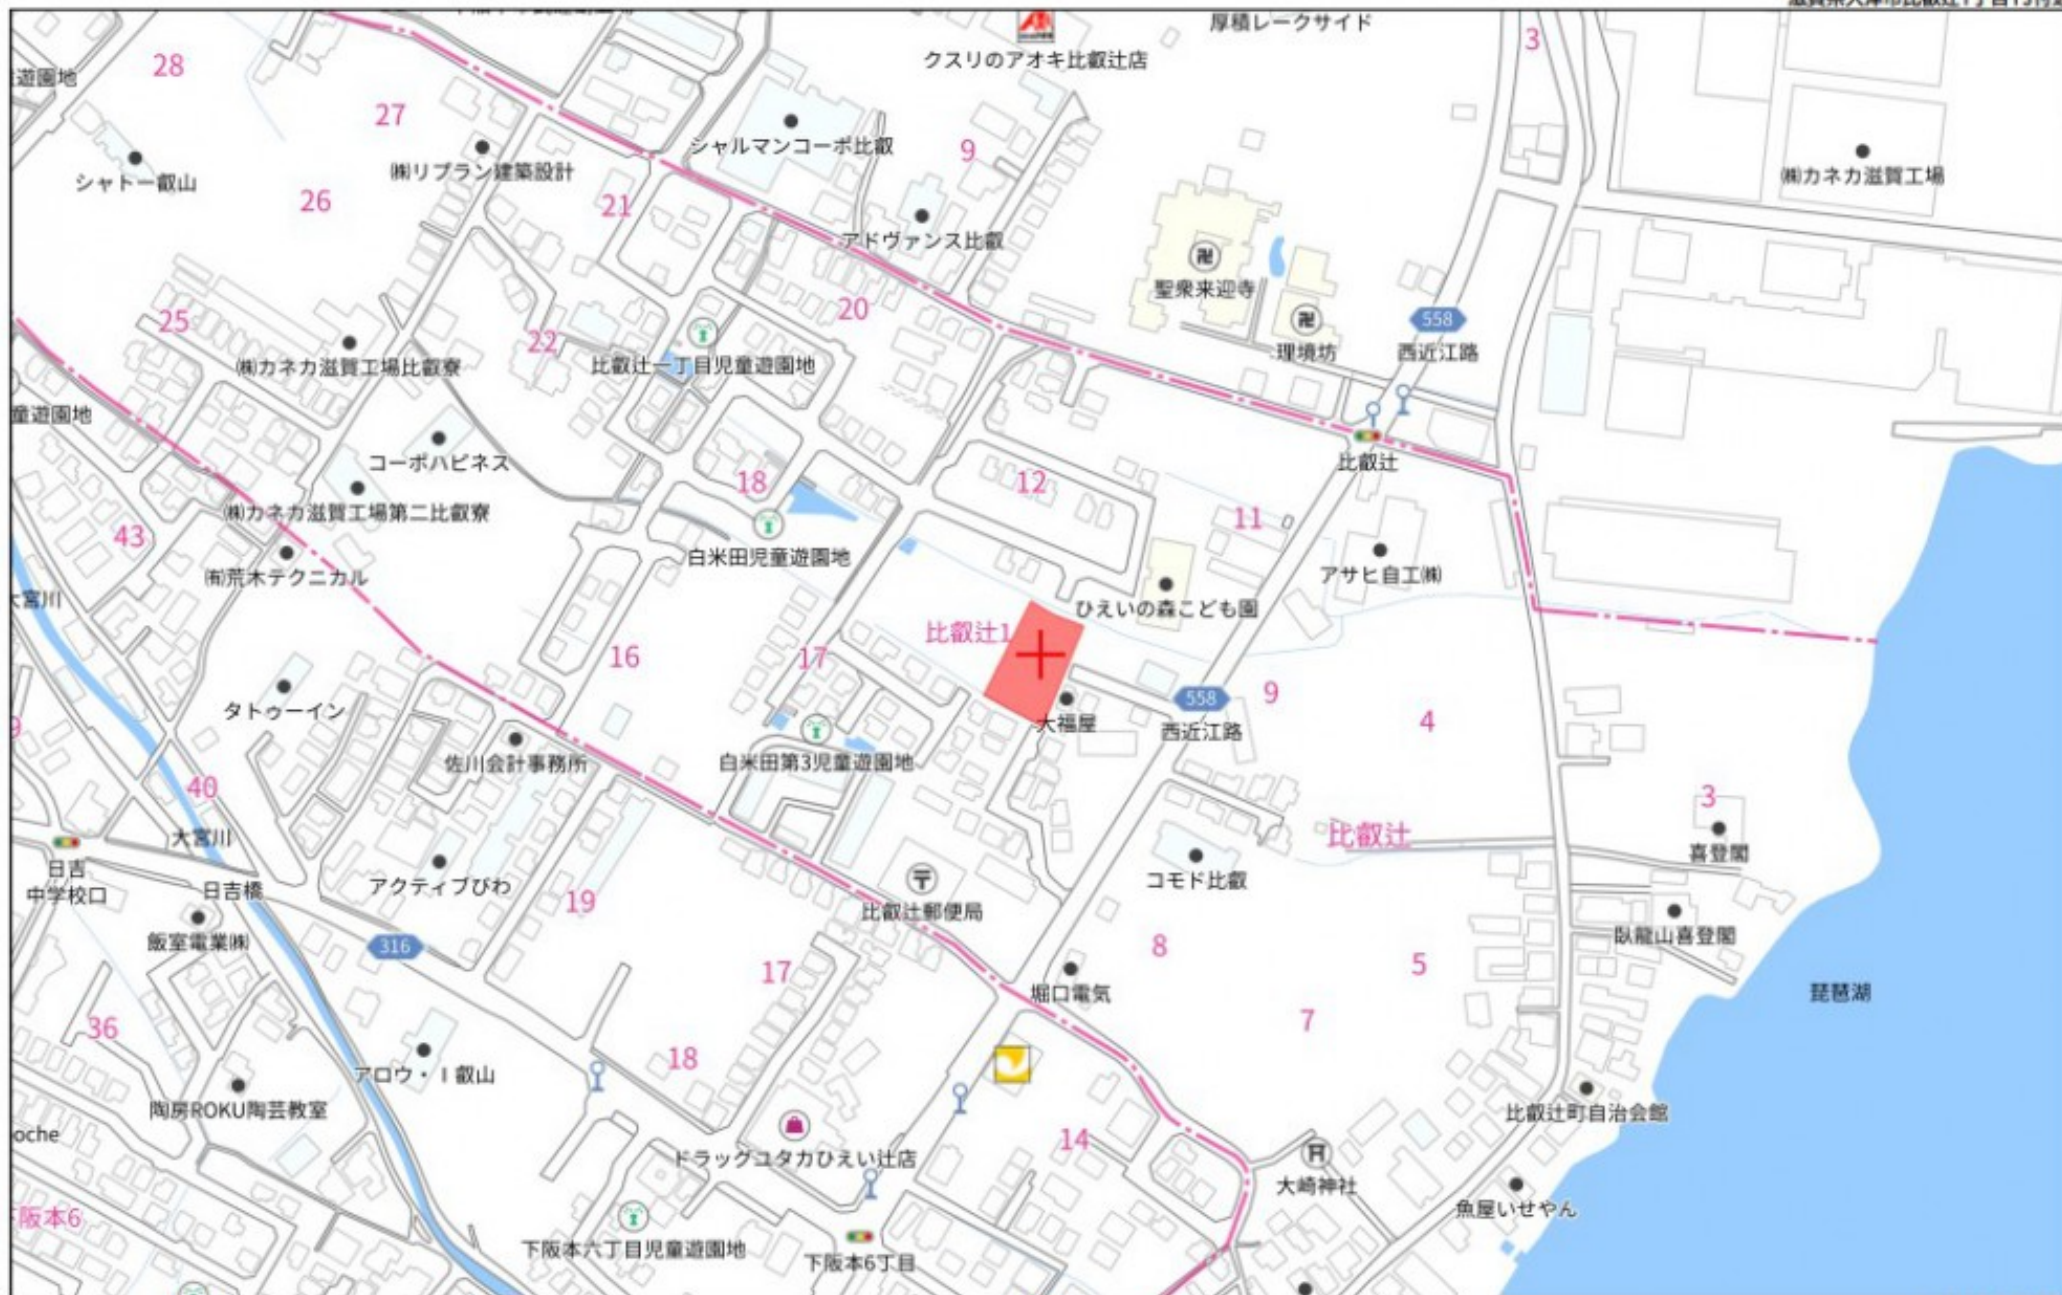 厚積レークサイド
3
クスリのアオキ比叡辻店
28
遊園地
27
シャルマンコーポ比叡
9
㈱リプラン建築設計
シャトー叡山
㈱カネカ滋賀工場
26
21
アドヴァンス比叡
聖衆来迎寺
20
25
558
22
理境坊
西近江路
㈱カネカ滋賀工場比叡寮
比叡辻一丁目児童遊園地
童遊園地
コーポハピネス
比叡辻
18
12
㈱カネカ滋賀工場第二比叡寮
11
43
白米田児童遊園地
㈲荒木テクニカル
アサヒ自工㈱
大宮川
ひえいの森こども園
比叡辻1
16
17
9
558
タトゥーイン
大福屋
4
西近江路
佐川会計事務所
白米田第3児童遊園地
40
3
大宮川
比叡辻
喜登閣
日吉
中学校口
日吉橋
アクティブびわ
コモド比叡
19
比叡辻郵便局
臥龍山喜登閣
飯室電業㈱
316
8
5
17
堀口電気
琵琶湖
36
7
18
アロウ・Ⅰ叡山
陶房ROKU陶芸教室
比叡辻町自治会館
oche
14
ドラッグユタカひえい辻店
大崎神社
魚屋いせやん
阪本6
下阪本六丁目児童遊園地
下阪本6丁目